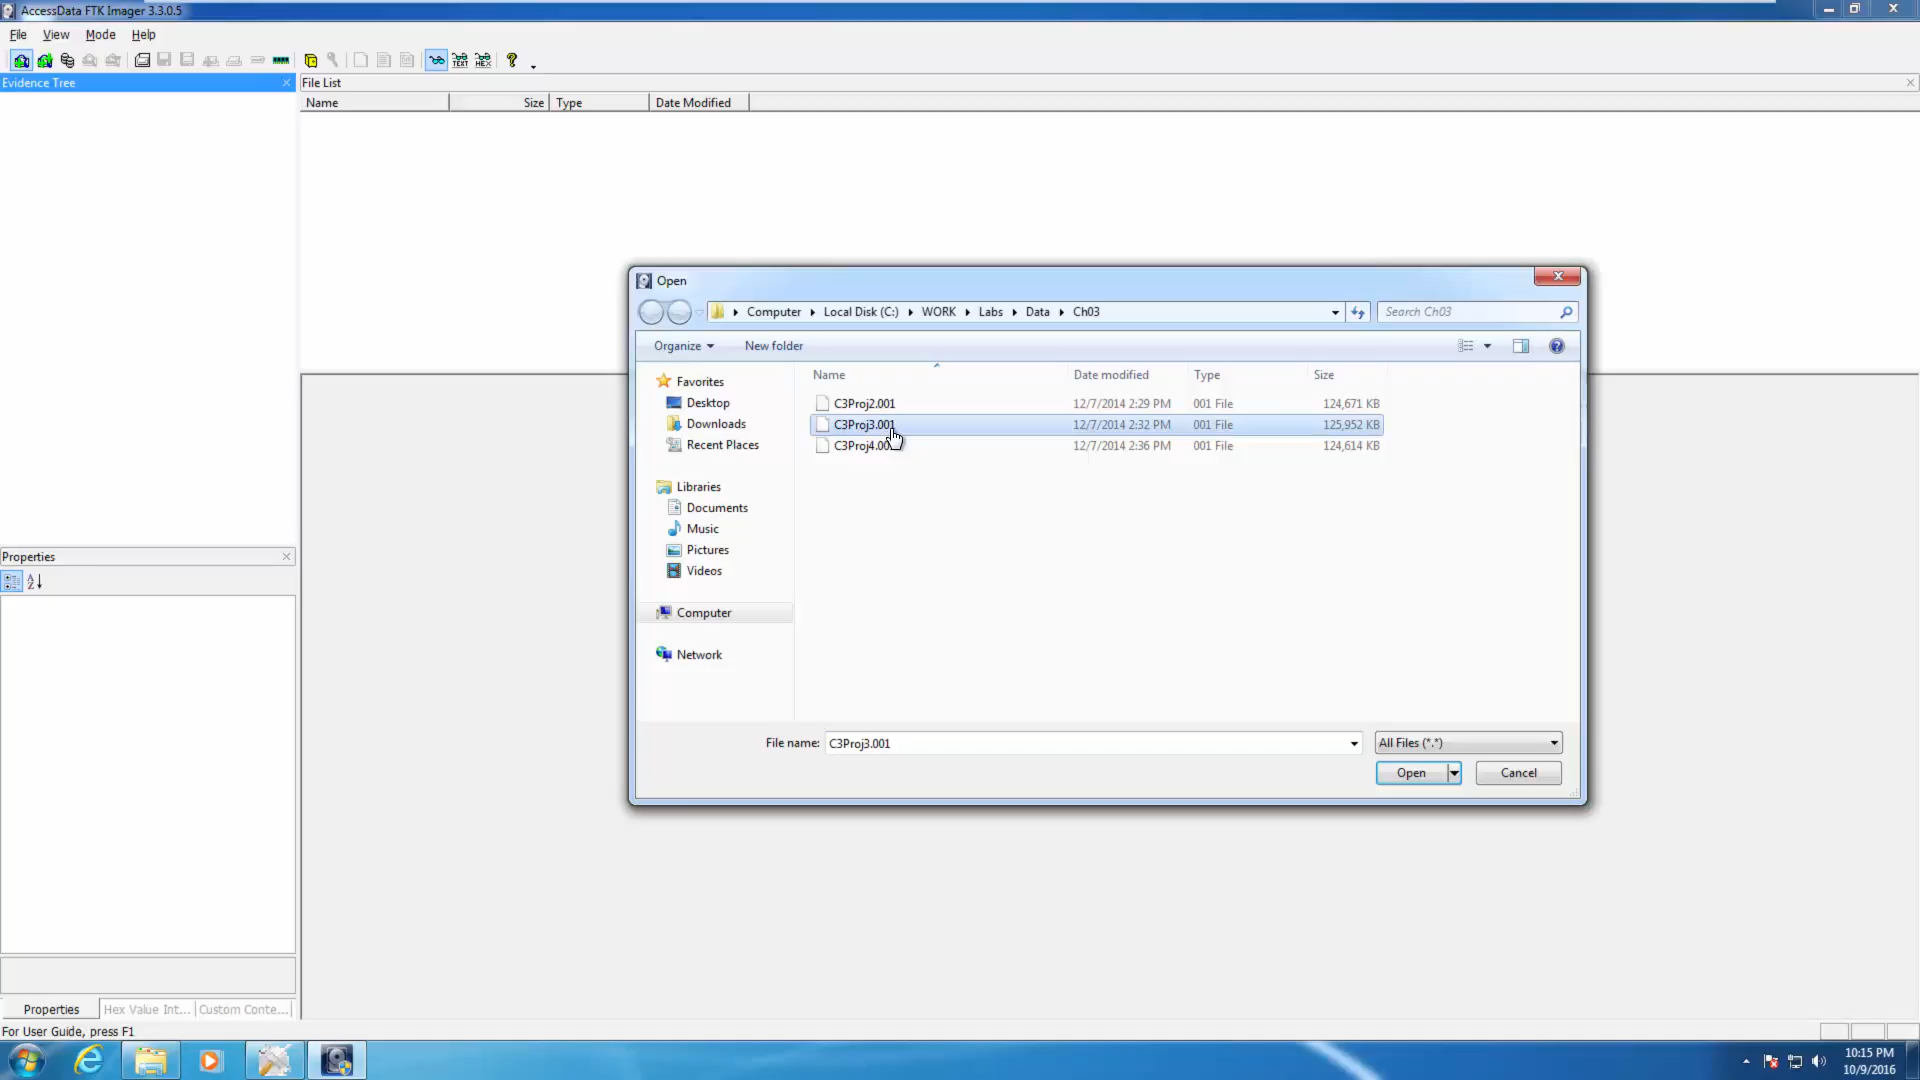 AccessData FTK Imager 3.3.0.5
File View Mode Help
Evidence Tree
File List
Name Size Type Date Modified
Open
Computer Local Disk (C:) WORK Labs Data Ch03
Search Ch03
Organize New folder
Name Date modified Type Size
Favorites
Desktop
Downloads
Recent Places
Libraries
Documents
Music
Pictures
Videos
Computer
Network
C3Proj2.001 12/7/2014 2:29 PM 001 File 124,671 KB
C3Proj3.001 12/7/2014 2:32 PM 001 File 125,952 KB
C3Proj4.00 12/7/2014 2:36 PM 001 File 124,614 KB
File name: C3Proj3.001 All Files (*.*)
Open Cancel
Properties
Properties Hex Value Int... Custom Conte...
For User Guide, press F1
10:15 PM
10/9/2016